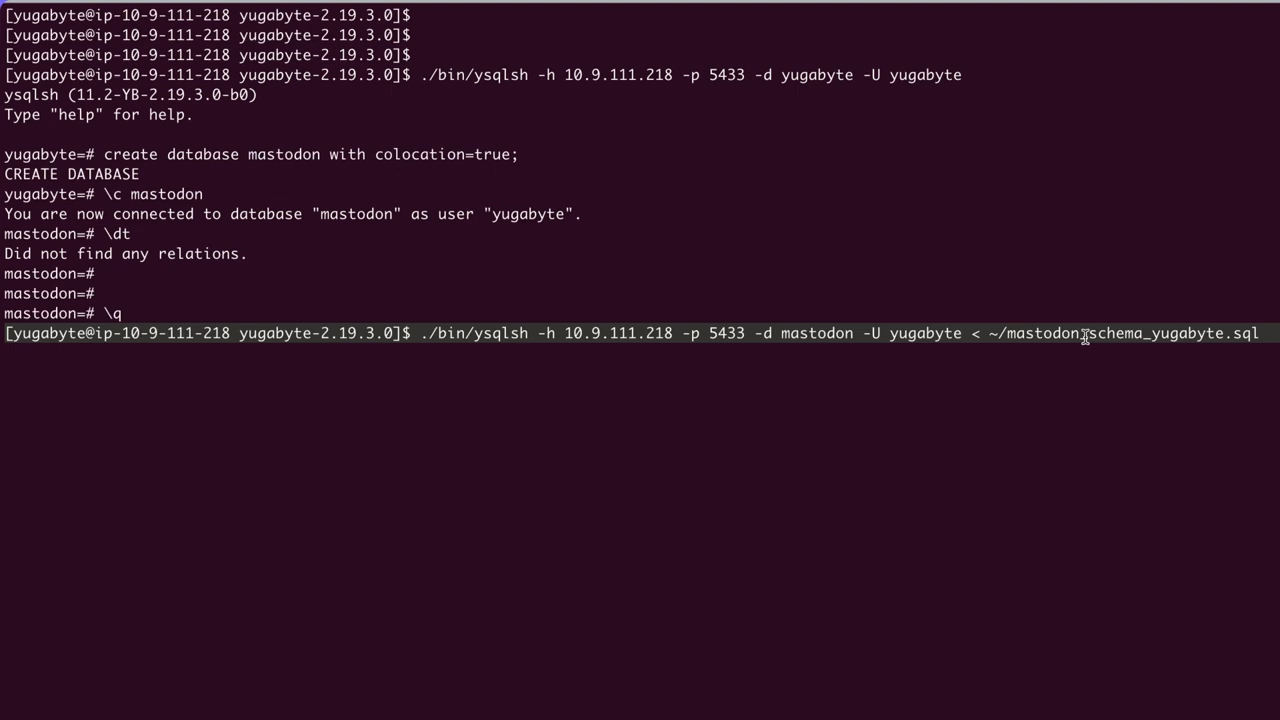 [yugabyte@ip-10-9-111-218 yugabyte-2.19.3.0]$
[yugabyte@ip-10-9-111-218 yugabyte-2.19.3.0]$
[yugabyte@ip-10-9-111-218 yugabyte-2.19.3.0]$
[yugabyte@ip-10-9-111-218 yugabyte-2.19.3.0]$ ./bin/ysqlsh -h 10.9.111.218 -p 5433 -d yugabyte -U yugabyte
ysqlsh (11.2-YB-2.19.3.0-b0)
Type "help" for help.
yugabyte=# create database mastodon with colocation=true;
CREATE DATABASE
yugabyte=# \c mastodon
You are now connected to database "mastodon" as user "yugabyte".
mastodon=# \dt
Did not find any relations.
mastodon=#
mastodon=#
mastodon=# \q
[yugabyte@ip-10-9-111-218 yugabyte-2.19.3.0]$ ./bin/ysqlsh -h 10.9.111.218 -p 5433 -d mastodon -U yugabyte < ~/mastodon_schema_yugabyte.sql